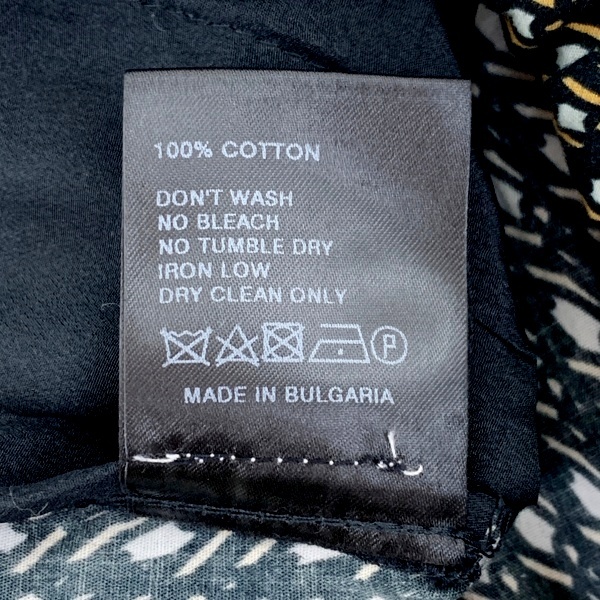 100% COTTON
DON'T WASH
NO BLEACH
NO TUMBLE DRY
IRON LOW
DRY CLEAN ONLY
P
MADE IN BULGARIA